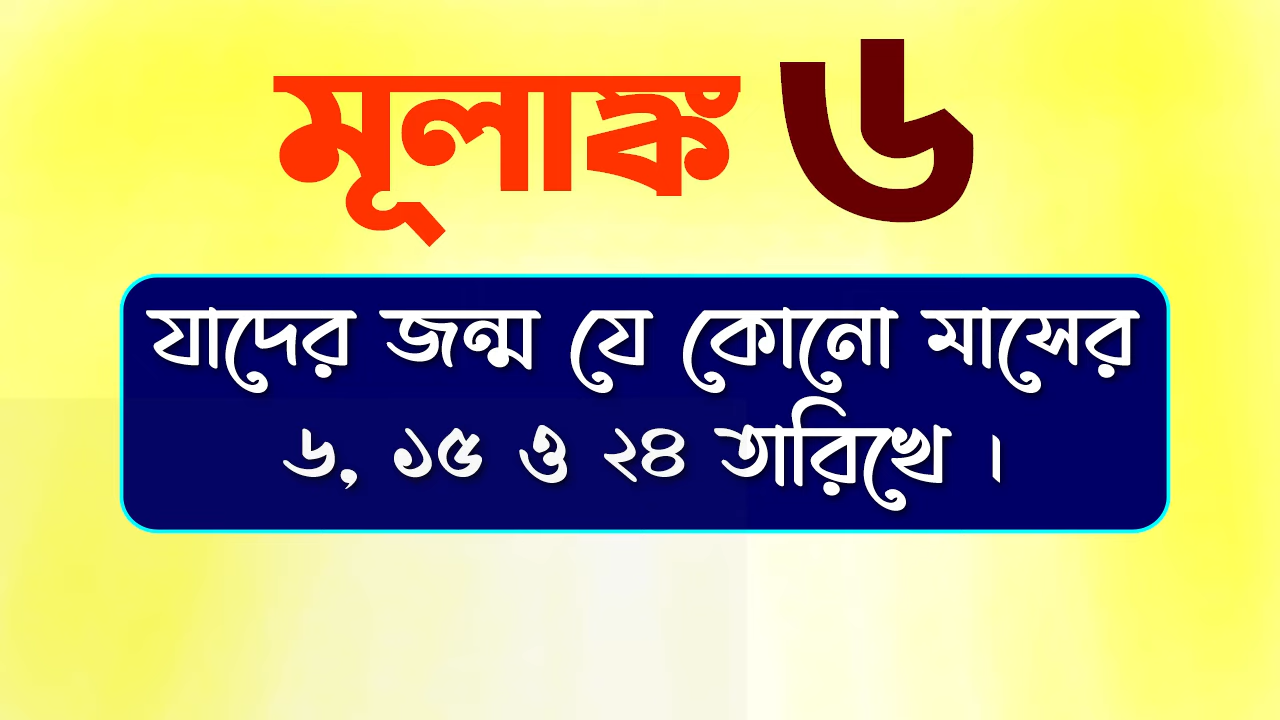 মূলাঙ্ক ৬
যাদের জন্ম যে কোনো মাসের
৬, ১৫ ও ২৪ তারিখে ।